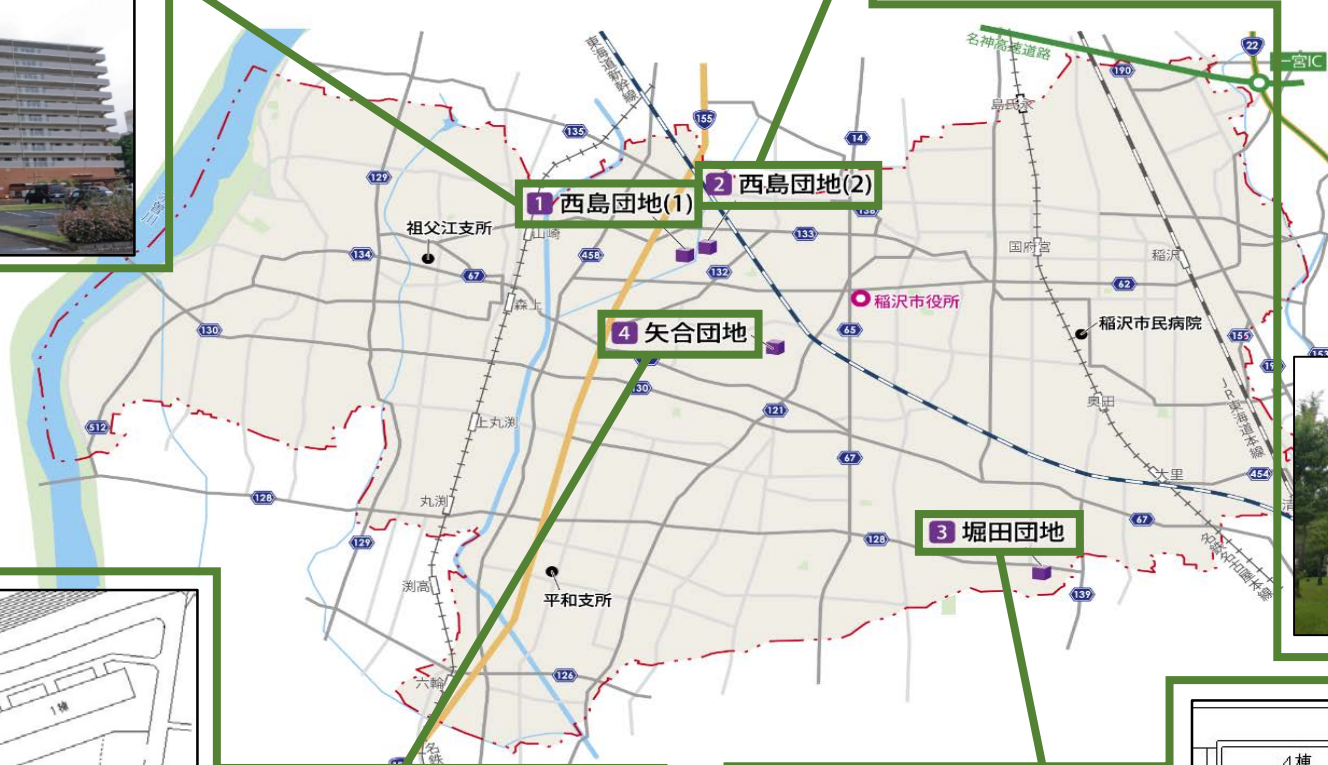 東海道新幹線
名神高速道路
22
一宮IC
190
島氏永
155
135
14
129
2 西島団地(2)
1 西島団地(1)
138
祖父江支所
山崎
133
国府宮
稲沢
134
458
67
132
62
森上
稲沢市役所
稲沢市民病院
130
4 矢合団地
65
155
JR東海道本線
121
奥田
512
上丸渕
67
454
大里
128
丸渕
67
3 堀田団地
129
128
名鉄名古屋本線
渕高
平和支所
139
六輪
126
名鉄
1棟
4棟